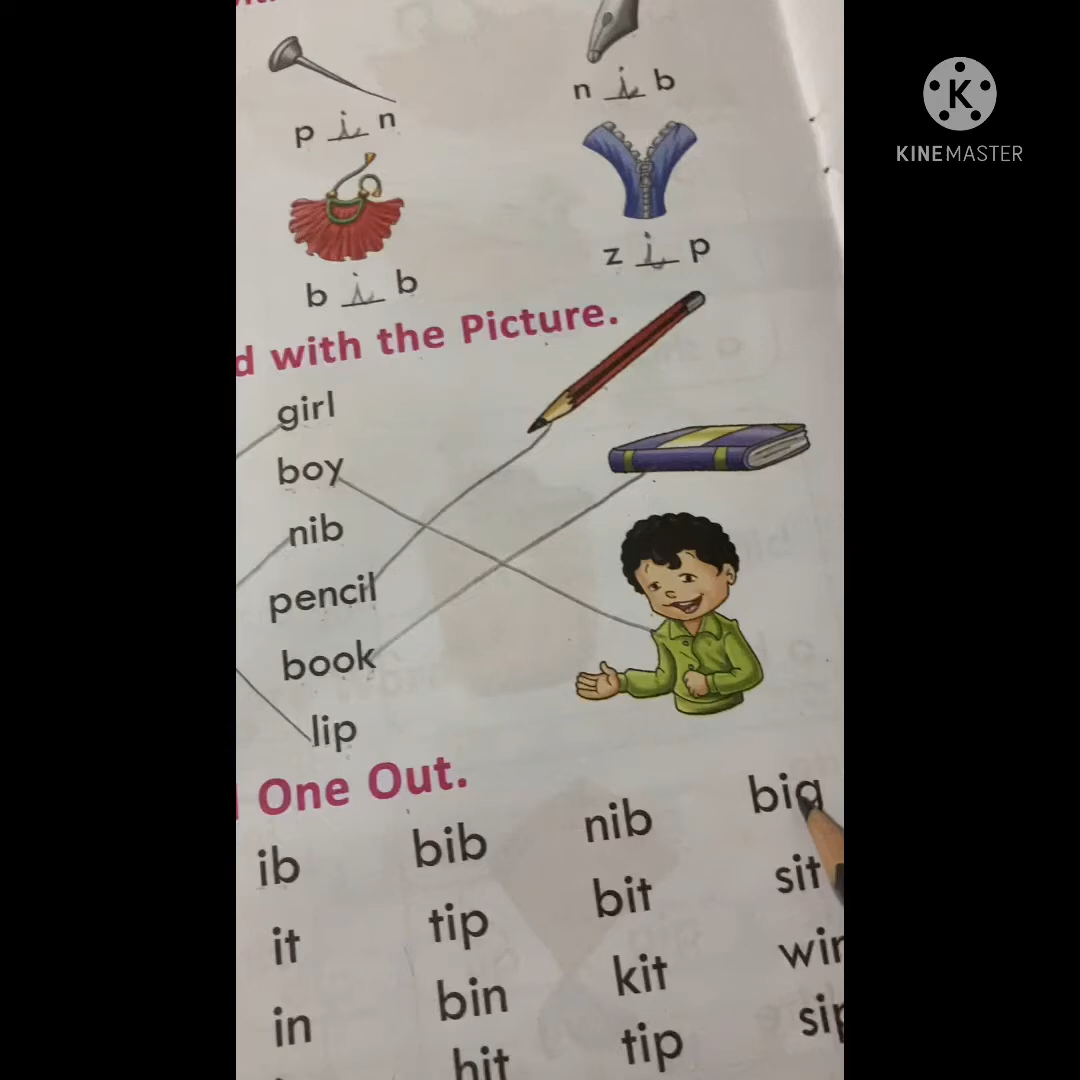 p i n
n i b
b i b
z i p
with the Picture.
girl
boy
nib
pencil
book
lip
One Out.
ib bib nib big
it tip bit sit
in bin kit
hit tip
KINEMASTER